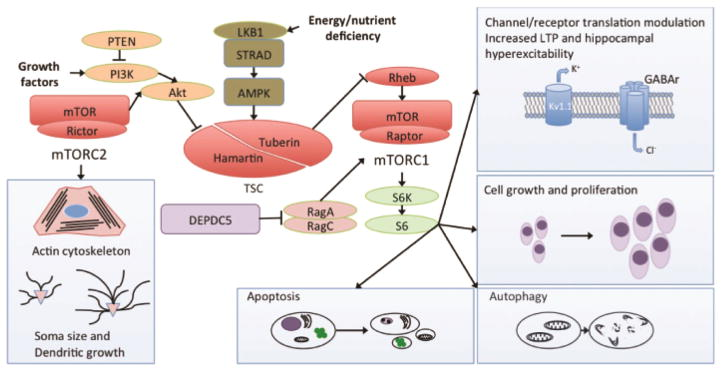 PTEN
Growth factors
PI3K
Akt
mTOR
Rictor
mTORC2
LKB1
STRAD
AMPK
Energy/nutrient
deficiency
Tuberin
Hamartin
TSC
Rheb
mTOR
Raptor
mTORC1
DEPDC5
RagA
RagC
S6K
S6
Actin cytoskeleton
Soma size and
Dendritic growth
Channel/receptor translation modulation
Increased LTP and hippocampal
hyperexcitability
K⁺
Kv1.1
GABAr
Cl⁻
Cell growth and proliferation
Apoptosis
Autophagy